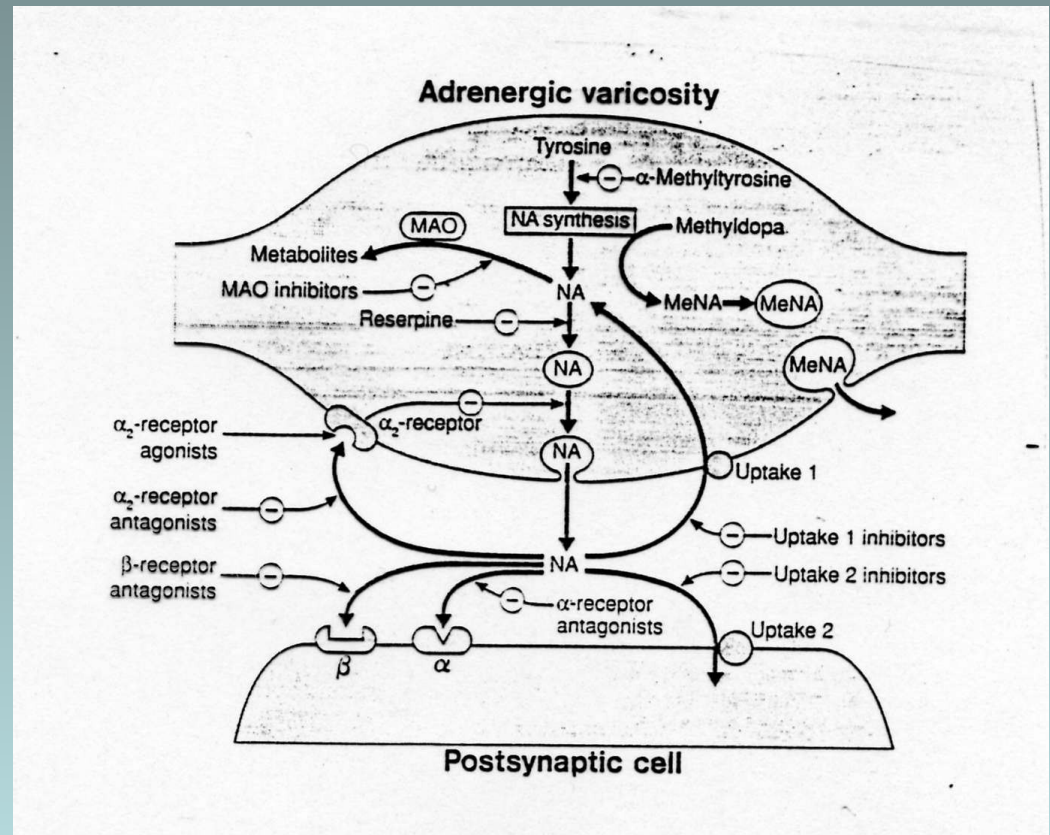 Adrenergic varicosity
Tyrosine
−
α-Methyltyrosine
NA synthesis
Methyldopa
MAO
Metabolites
MAO inhibitors
−
NA
MeNA
MeNA
Reserpine
−
NA
MeNA
−
α₂-receptor
α₂-receptor
agonists
NA
Uptake 1
α₂-receptor
antagonists
−
−
Uptake 1 inhibitors
NA
β-receptor
antagonists
−
−
Uptake 2 inhibitors
−
α-receptor
antagonists
Uptake 2
β
α
Postsynaptic cell